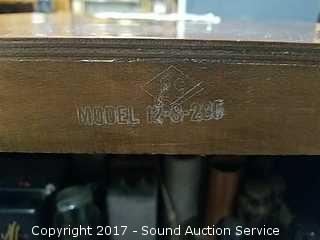 MODEL 12-8-206
Copyright 2017 - Sound Auction Service